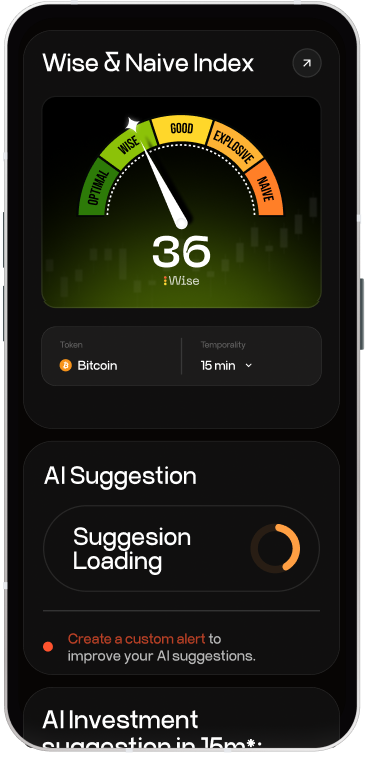 Wise & Naive Index
OPTIMAL
WISE
GOOD
EXPLOSIVE
NAIVE
36
Wise
Token
Temporality
Bitcoin
15 min
AI Suggestion
Suggesion
Loading
Create a custom alert to
improve your AI suggestions.
AI Investment
suggestion in 15m*: